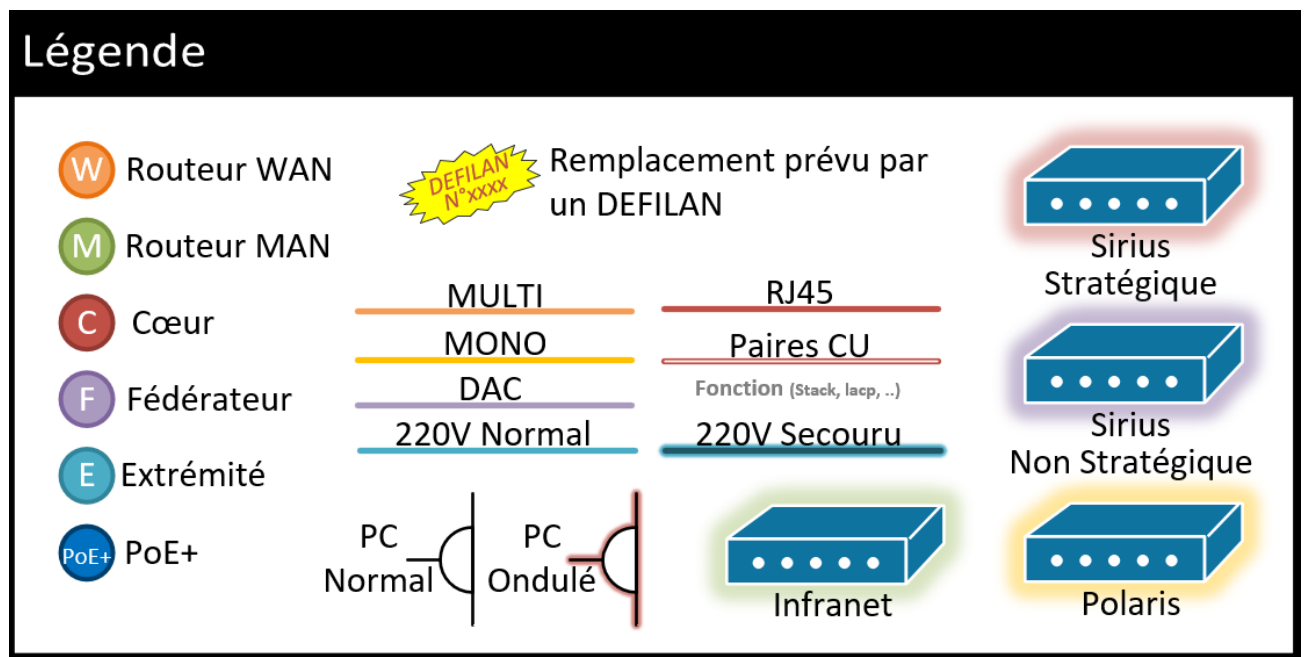 Légende
W Routeur WAN
M Routeur MAN
C Cœur
F Fédérateur
E Extrémité
PoE+ PoE+
DEFILAN
N°xxxx
Remplacement prévu par
un DEFILAN
MULTI
MONO
DAC
220V Normal
RJ45
Paires CU
Fonction (Stack, lacp, ..)
220V Secouru
PC
Normal
PC
Ondulé
Infranet
Sirius
Stratégique
Sirius
Non Stratégique
Polaris